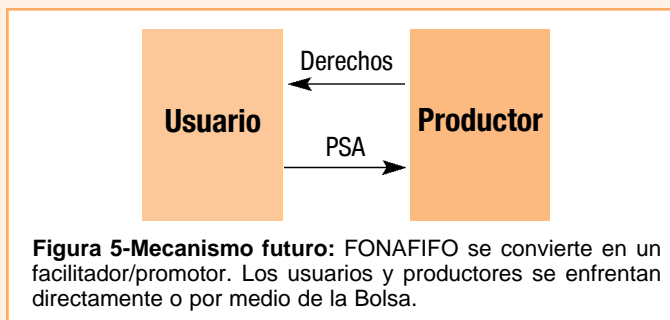 Derechos
Usuario
Productor
PSA
Figura 5-Mecanismo futuro: FONAFIFO se convierte en un
facilitador/promotor. Los usuarios y productores se enfrentan
directamente o por medio de la Bolsa.